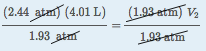 (2.44 atm) (4.01 L) / 1.93 atm = (1.93 atm) V₂ / 1.93 atm